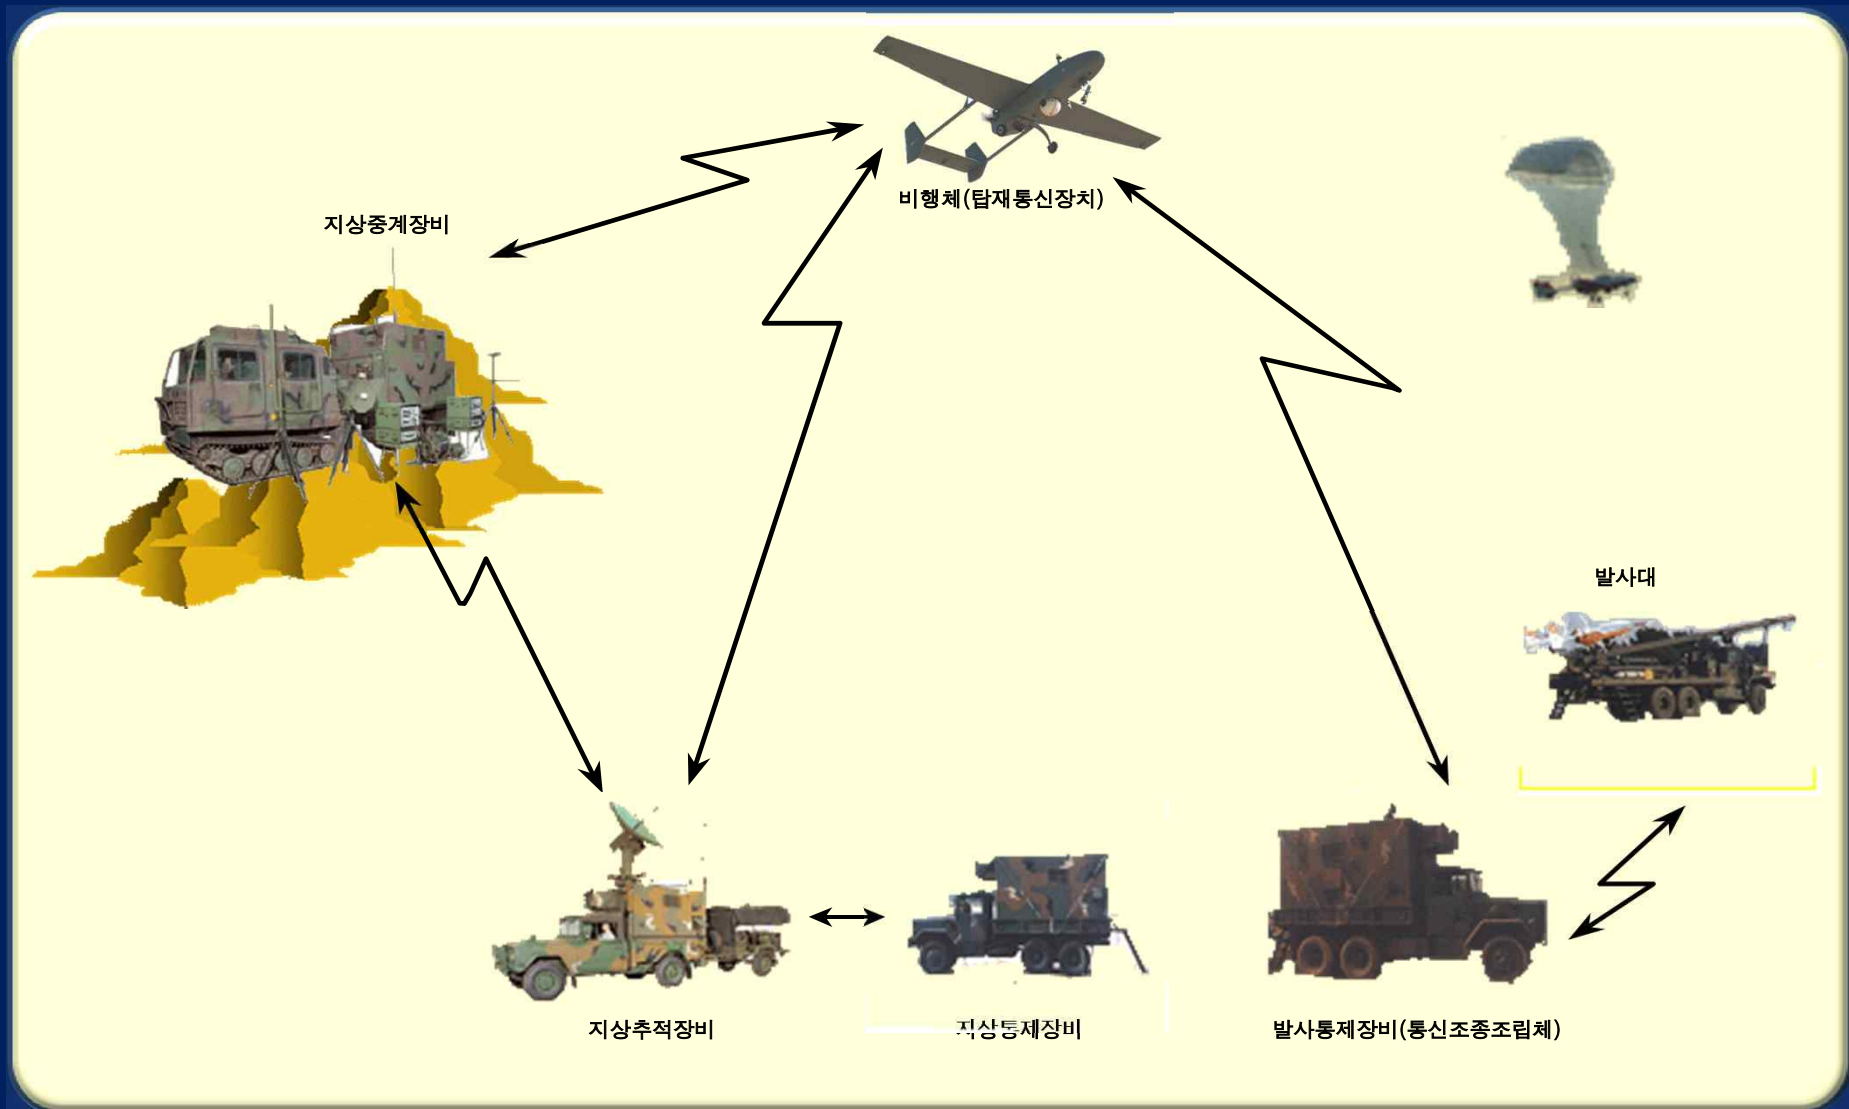 비행체(탑재통신장치)
지상중계장비
발사대
지상추적장비
지상통제장비
발사통제장비(통신조종조립체)